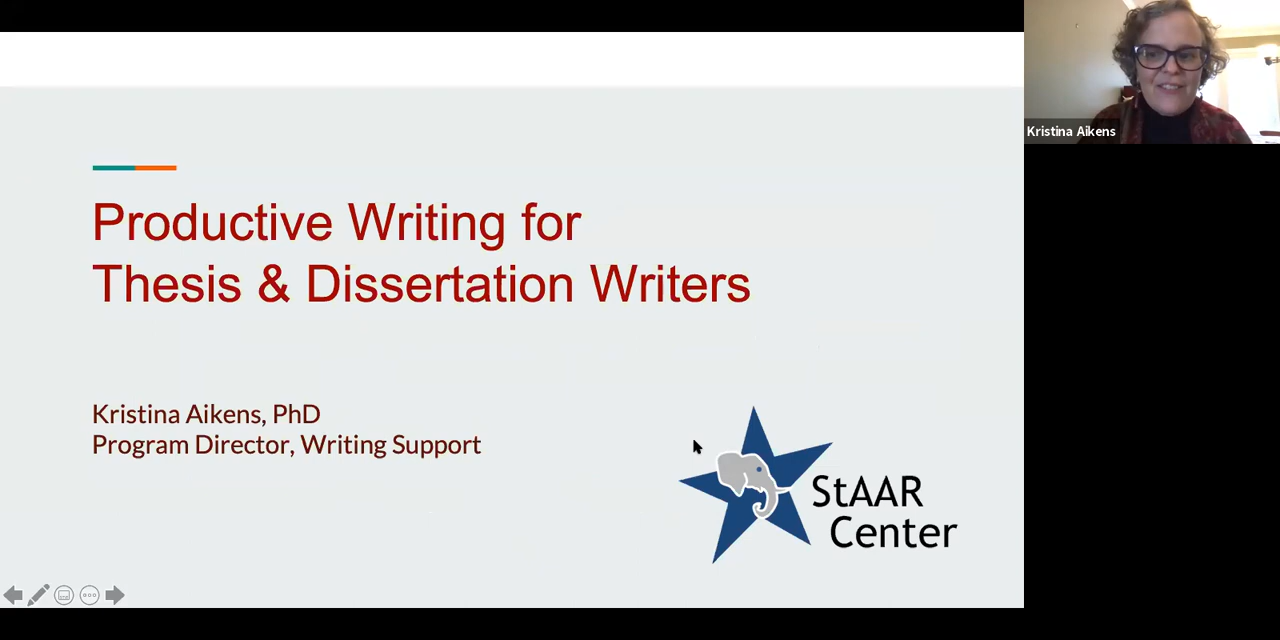 Productive Writing for
Thesis & Dissertation Writers
Kristina Aikens, PhD
Program Director, Writing Support
StAAR
Center
Kristina Aikens